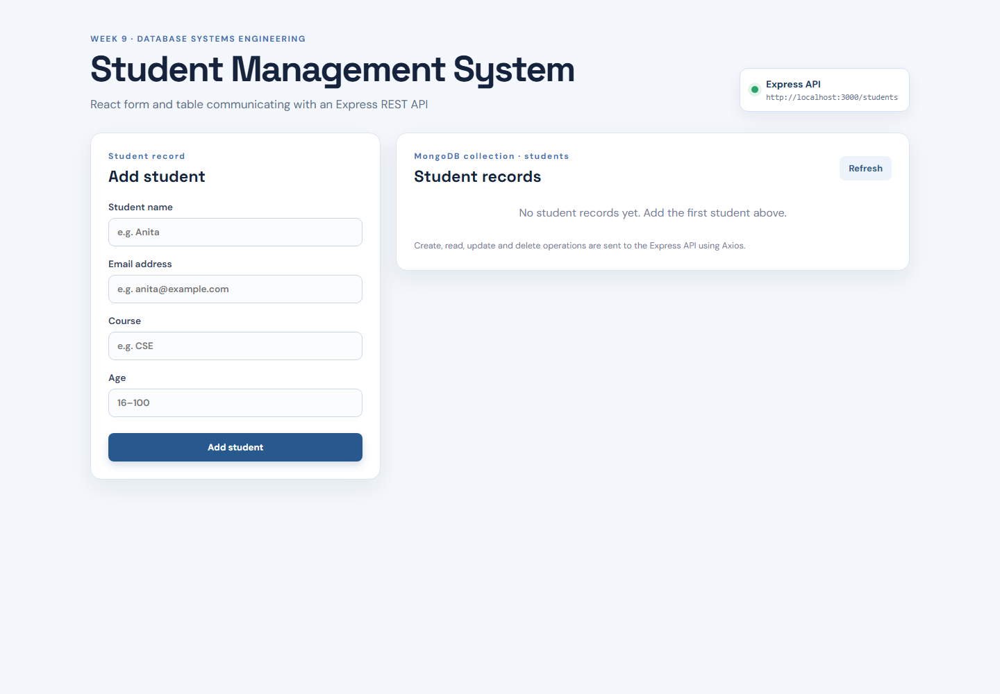 WEEK 9 · DATABASE SYSTEMS ENGINEERING
Student Management System
React form and table communicating with an Express REST API
Express API
http://localhost:3000/students
Student record
Add student
Student name
e.g. Anita
Email address
e.g. anita@example.com
Course
e.g. CSE
Age
16–100
Add student
MongoDB collection · students
Student records
Refresh
No student records yet. Add the first student above.
Create, read, update and delete operations are sent to the Express API using Axios.